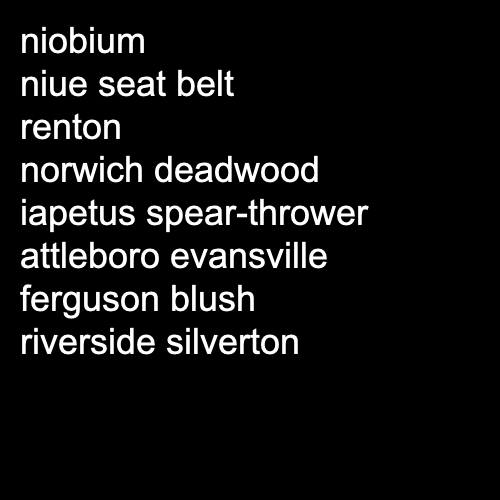 niobium
niue seat belt
renton
norwich deadwood
iapetus spear-thrower
attleboro evansville
ferguson blush
riverside silverton